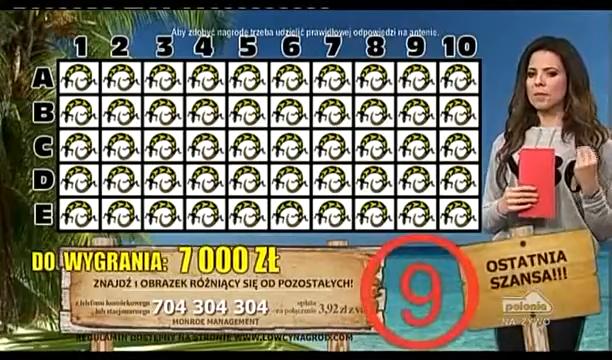 Aby zdobyć nagrodę trzeba udzielić prawidłowej odpowiedzi na antenie.
1 2 3 4 5 6 7 8 9 10
A
B
C
D
E
DO WYGRANIA: 7 000 ZŁ
ZNAJDŹ 1 OBRAZEK RÓŻNIĄCY SIĘ OD POZOSTAŁYCH!
z telefonu komórkowego
lub stacjonarnego
704 304 304
opłata
za połączenie 3,92 zł z
MONROE MANAGEMENT
REGULAMIN DOSTĘPNY NA STRONIE WWW.LOWCYNAGROD.COM
9
OSTATNIA
SZANSA!!!
polonia
NA ŻYWO